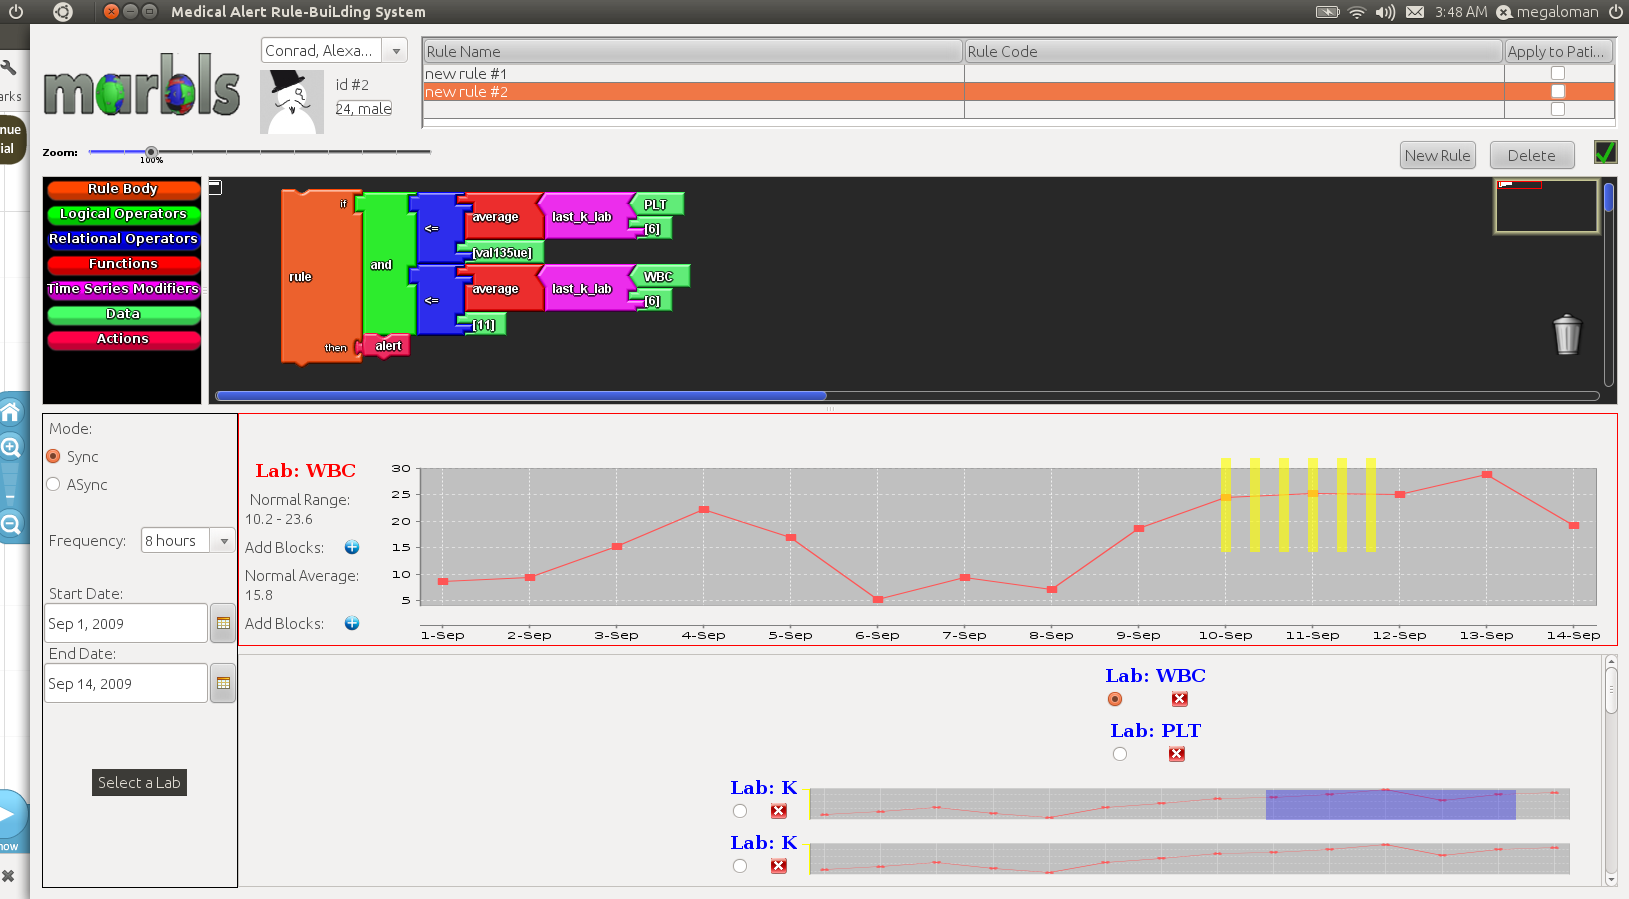 Medical Alert Rule-BuiLding System
3:48 AM
megaloman
arks
nue
ial
now
marbls
Conrad, Alexa...
id #2
24, male
Rule Name
Rule Code
Apply to Pati...
new rule #1
new rule #2
Zoom:
100%
New Rule
Delete
Rule Body
Logical Operators
Relational Operators
Functions
Time Series Modifiers
Data
Actions
rule
if
then
and
<=
average
last_k_lab
PLT
[6]
[val135ue]
<=
average
last_k_lab
WBC
[6]
[11]
alert
Mode:
Sync
ASync
Frequency:
8 hours
Start Date:
Sep 1, 2009
End Date:
Sep 14, 2009
Select a Lab
Lab: WBC
Normal Range:
10.2 - 23.6
Add Blocks:
Normal Average:
15.8
Add Blocks:
30
25
20
15
10
5
1-Sep
2-Sep
3-Sep
4-Sep
5-Sep
6-Sep
7-Sep
8-Sep
9-Sep
10-Sep
11-Sep
12-Sep
13-Sep
14-Sep
Lab: WBC
Lab: PLT
Lab: K
Lab: K